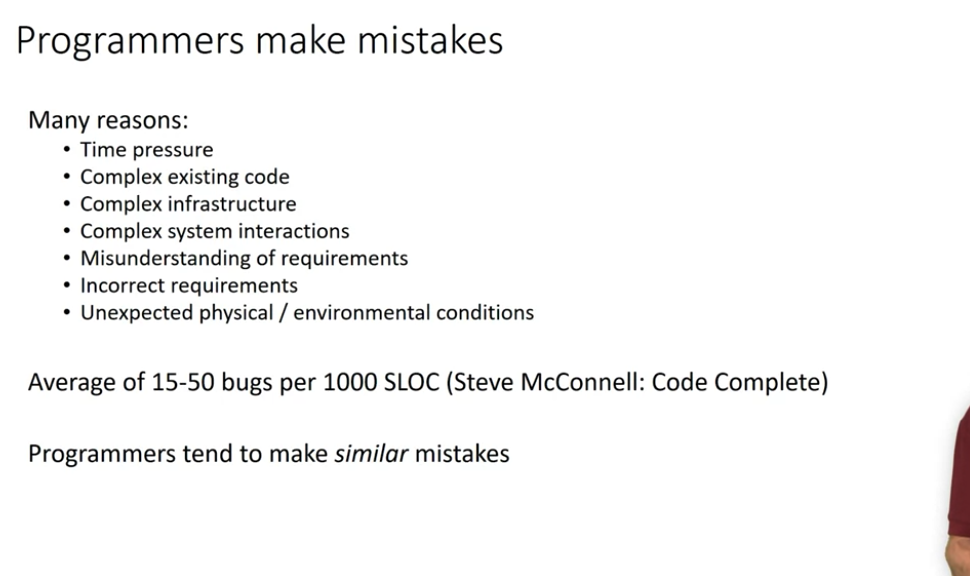 Programmers make mistakes
Many reasons:
• Time pressure
• Complex existing code
• Complex infrastructure
• Complex system interactions
• Misunderstanding of requirements
• Incorrect requirements
• Unexpected physical / environmental conditions
Average of 15-50 bugs per 1000 SLOC (Steve McConnell: Code Complete)
Programmers tend to make similar mistakes